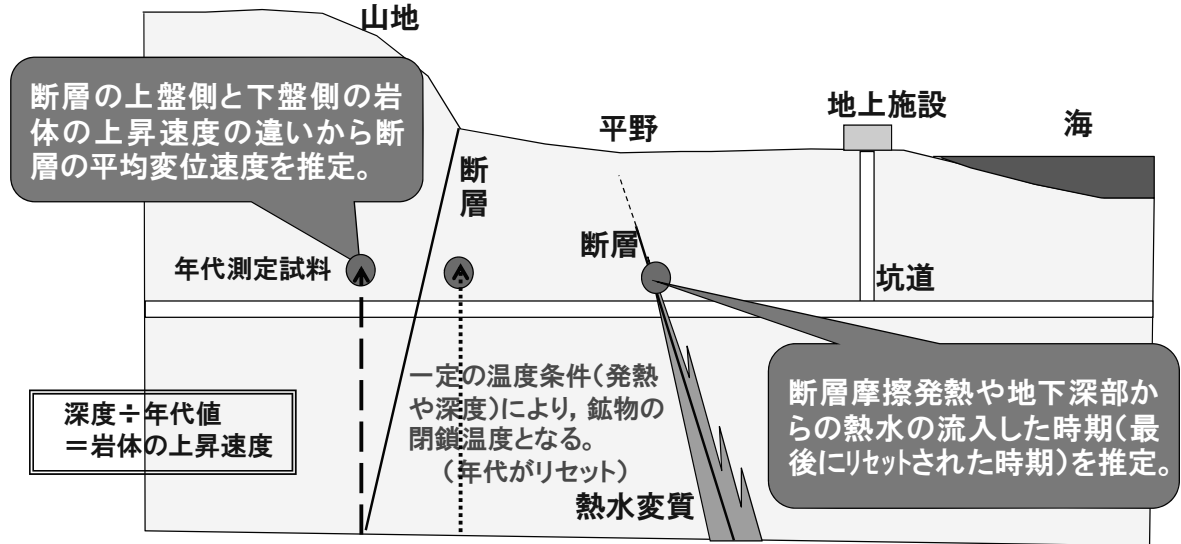 山地
断層の上盤側と下盤側の岩
体の上昇速度の違いから断
層の平均変位速度を推定。
平野
地上施設
海
断
層
断層
年代測定試料
坑道
一定の温度条件(発熱
や深度)により,鉱物の
閉鎖温度となる。
(年代がリセット)
深度÷年代値
=岩体の上昇速度
断層摩擦発熱や地下深部か
らの熱水の流入した時期(最
後にリセットされた時期)を推定。
熱水変質